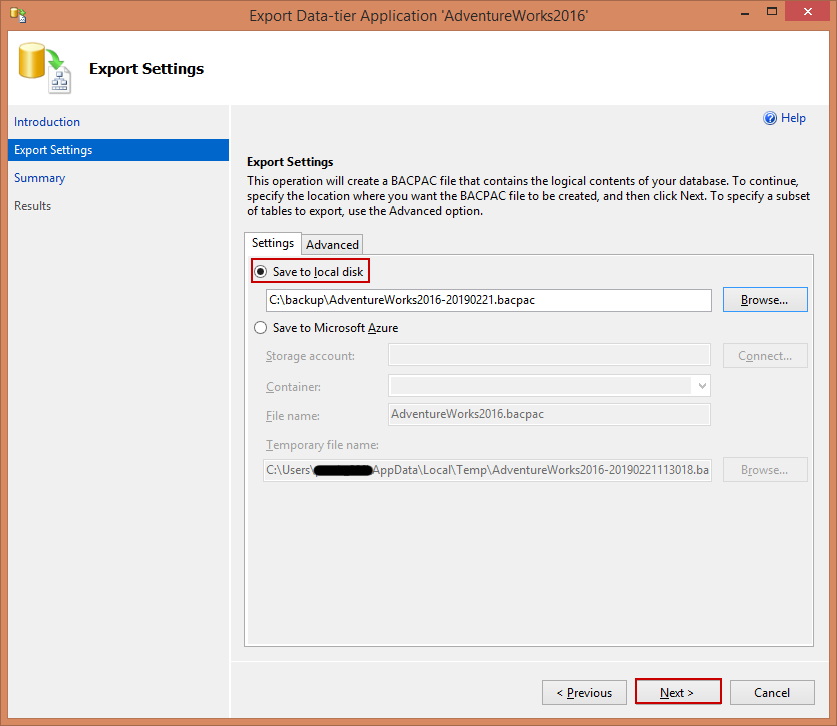 Export Data-tier Application 'AdventureWorks2016'
Export Settings
Introduction
Export Settings
Summary
Results
Help
Export Settings
This operation will create a BACPAC file that contains the logical contents of your database. To continue,
specify the location where you want the BACPAC file to be created, and then click Next. To specify a subset
of tables to export, use the Advanced option.
Settings
Advanced
Save to local disk
C:\backup\AdventureWorks2016-20190221.bacpac
Browse...
Save to Microsoft Azure
Storage account:
Connect...
Container:
File name:
AdventureWorks2016.bacpac
Temporary file name:
C:\Users\ AppData\Local\Temp\AdventureWorks2016-20190221113018.ba
Browse...
< Previous
Next >
Cancel